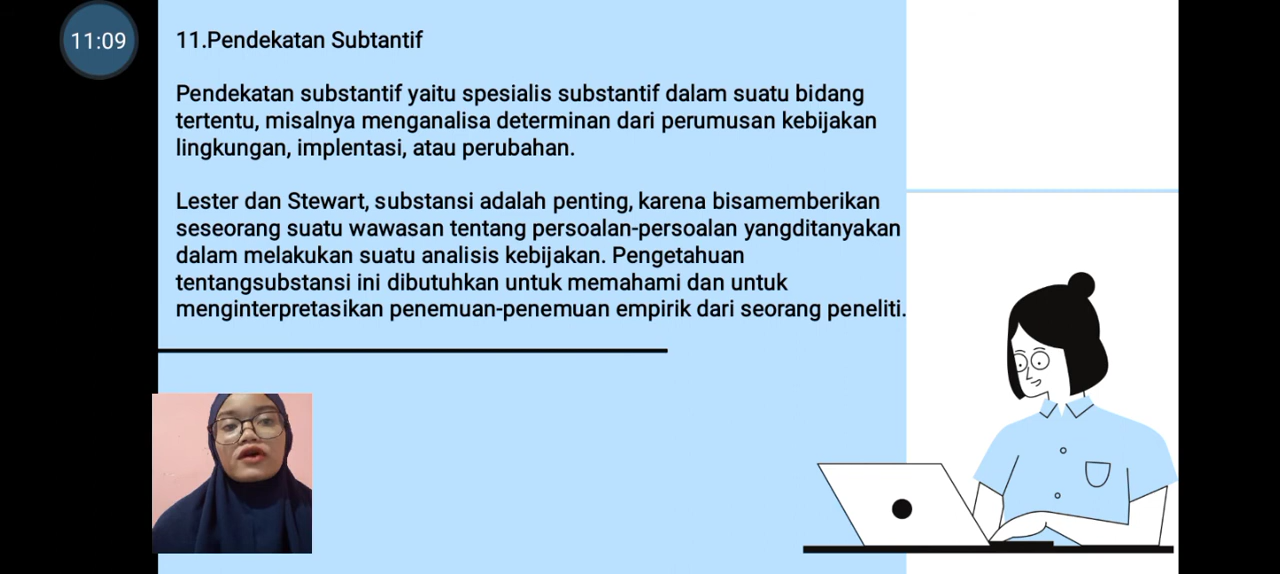 11:09
11.Pendekatan Subtantif
Pendekatan substantif yaitu spesialis substantif dalam suatu bidang
tertentu, misalnya menganalisa determinan dari perumusan kebijakan
lingkungan, implentasi, atau perubahan.
Lester dan Stewart, substansi adalah penting, karena bisamemberikan
seseorang suatu wawasan tentang persoalan-persoalan yangditanyakan
dalam melakukan suatu analisis kebijakan. Pengetahuan
tentangsubstansi ini dibutuhkan untuk memahami dan untuk
menginterpretasikan penemuan-penemuan empirik dari seorang peneliti.